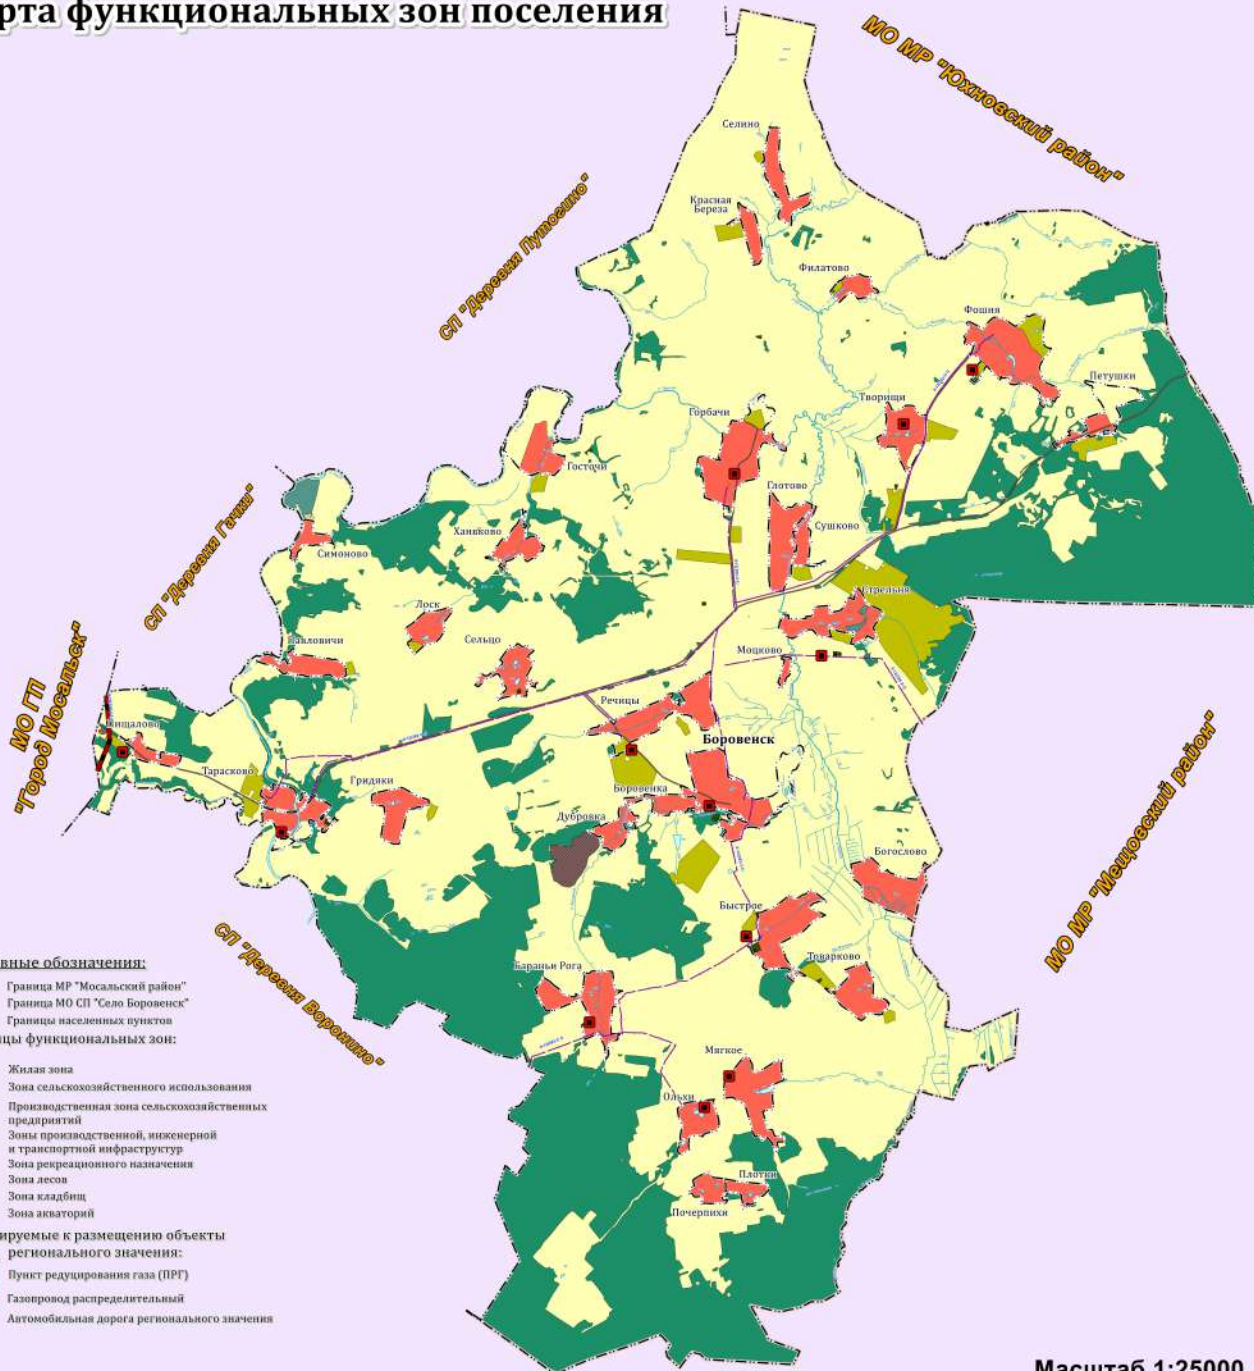 рта функциональных зон поселения
МО МР "Юхновский район"
Селино
Красная
Береза
СП "Деревня Путогино"
Филатово
Фошня
Петушки
Творищи
Горбачи
Госточи
Глотово
Сушково
Ханьково
СП "Деревня Гачки"
Симоново
Стрельня
Лоск
Сельцо
Моцково
Павловичи
МО ГП
"Город Мосальск"
Речицы
Пищалово
Боровенск
Тарасково
Гридяки
Боровенка
Дубровка
МО МР "Мещовский район"
Богослово
Быстрое
СП "Деревня Воронино"
Товарково
Бараньи Рога
Мягкое
Ольхи
Плотки
Почерпихи
вные обозначения:
Граница МР "Мосальский район"
Граница МО СП "Село Боровенск"
Границы населенных пунктов
цы функциональных зон:
Жилая зона
Зона сельскохозяйственного использования
Производственная зона сельскохозяйственных
предприятий
Зоны производственной, инженерной
и транспортной инфраструктур
Зона рекреационного назначения
Зона лесов
Зона кладбищ
Зона акваторий
ируемые к размещению объекты
регионального значения:
Пункт редуцирования газа (ПРГ)
Газопровод распределительный
Автомобильная дорога регионального значения
Масштаб 1:25000